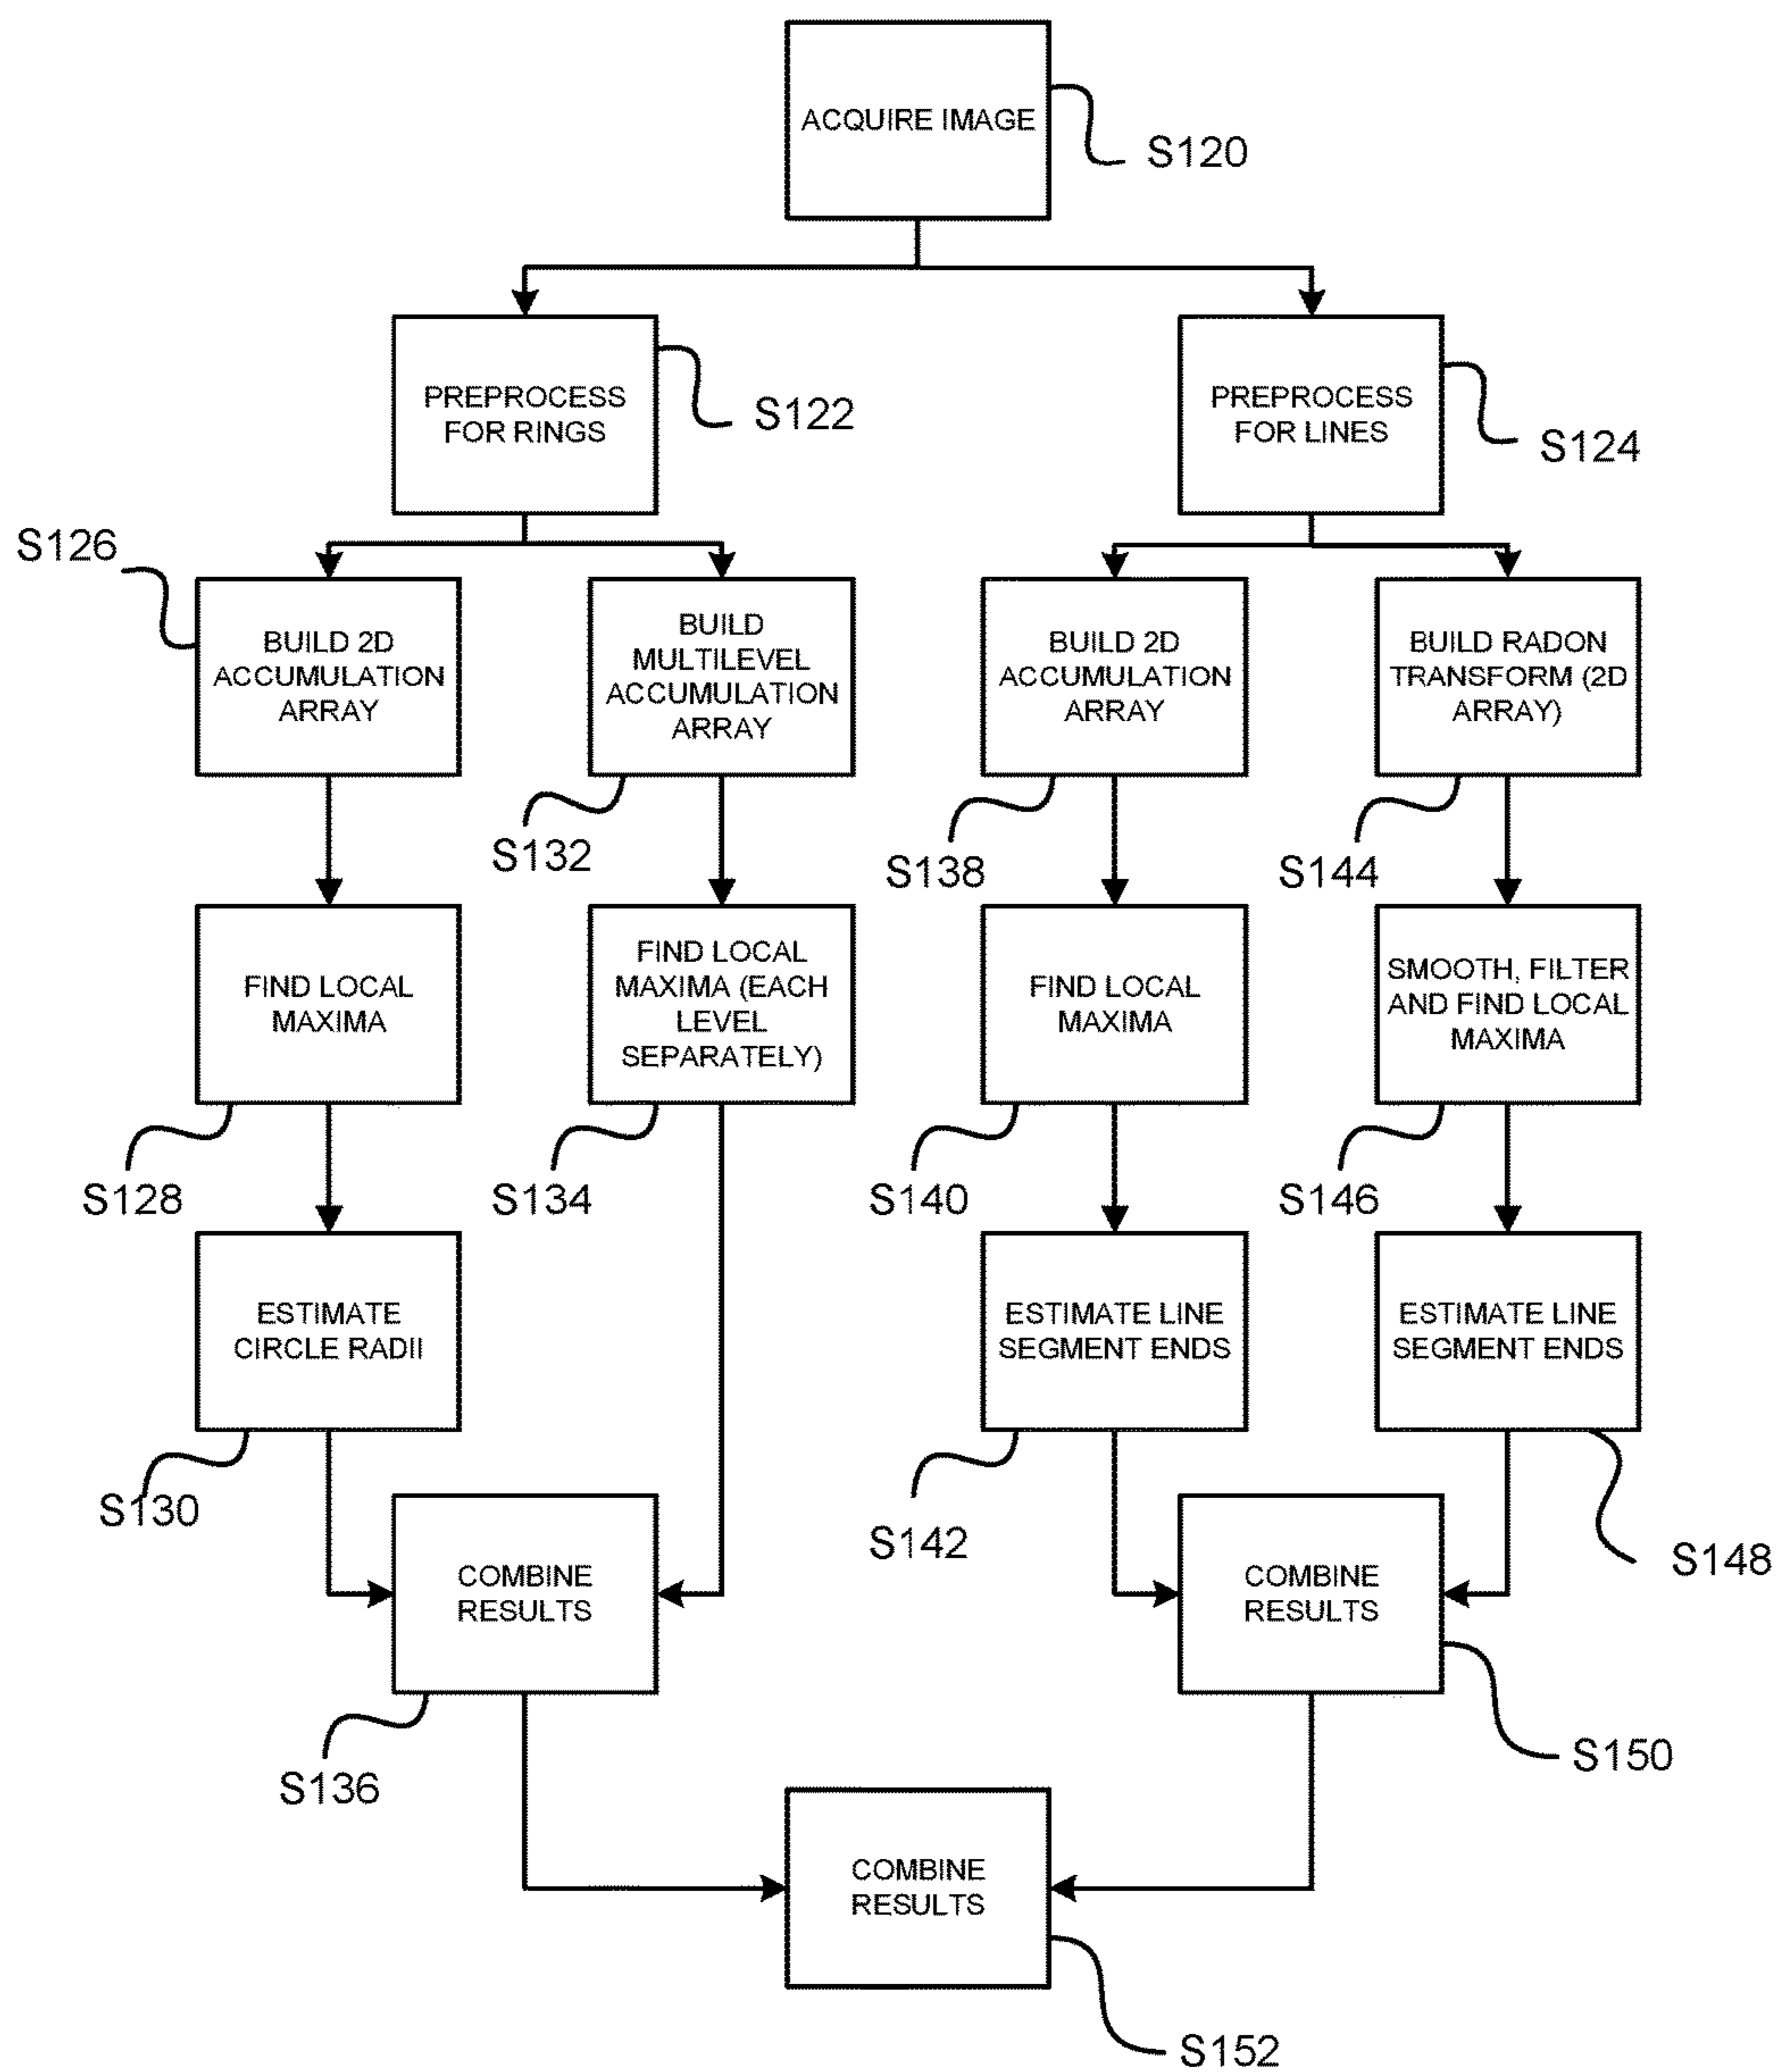 ACQUIRE IMAGE
S120
PREPROCESS
FOR RINGS
S122
PREPROCESS
FOR LINES
S124
S126
BUILD 2D
ACCUMULATION
ARRAY
BUILD
MULTILEVEL
ACCUMULATION
ARRAY
BUILD 2D
ACCUMULATION
ARRAY
BUILD RADON
TRANSFORM (2D
ARRAY)
S132
S138
S144
FIND LOCAL
MAXIMA
FIND LOCAL
MAXIMA (EACH
LEVEL
SEPARATELY)
FIND LOCAL
MAXIMA
SMOOTH, FILTER
AND FIND LOCAL
MAXIMA
S128
S134
S140
S146
ESTIMATE
CIRCLE RADII
ESTIMATE LINE
SEGMENT ENDS
ESTIMATE LINE
SEGMENT ENDS
S130
S142
S148
COMBINE
RESULTS
COMBINE
RESULTS
S136
S150
COMBINE
RESULTS
S152